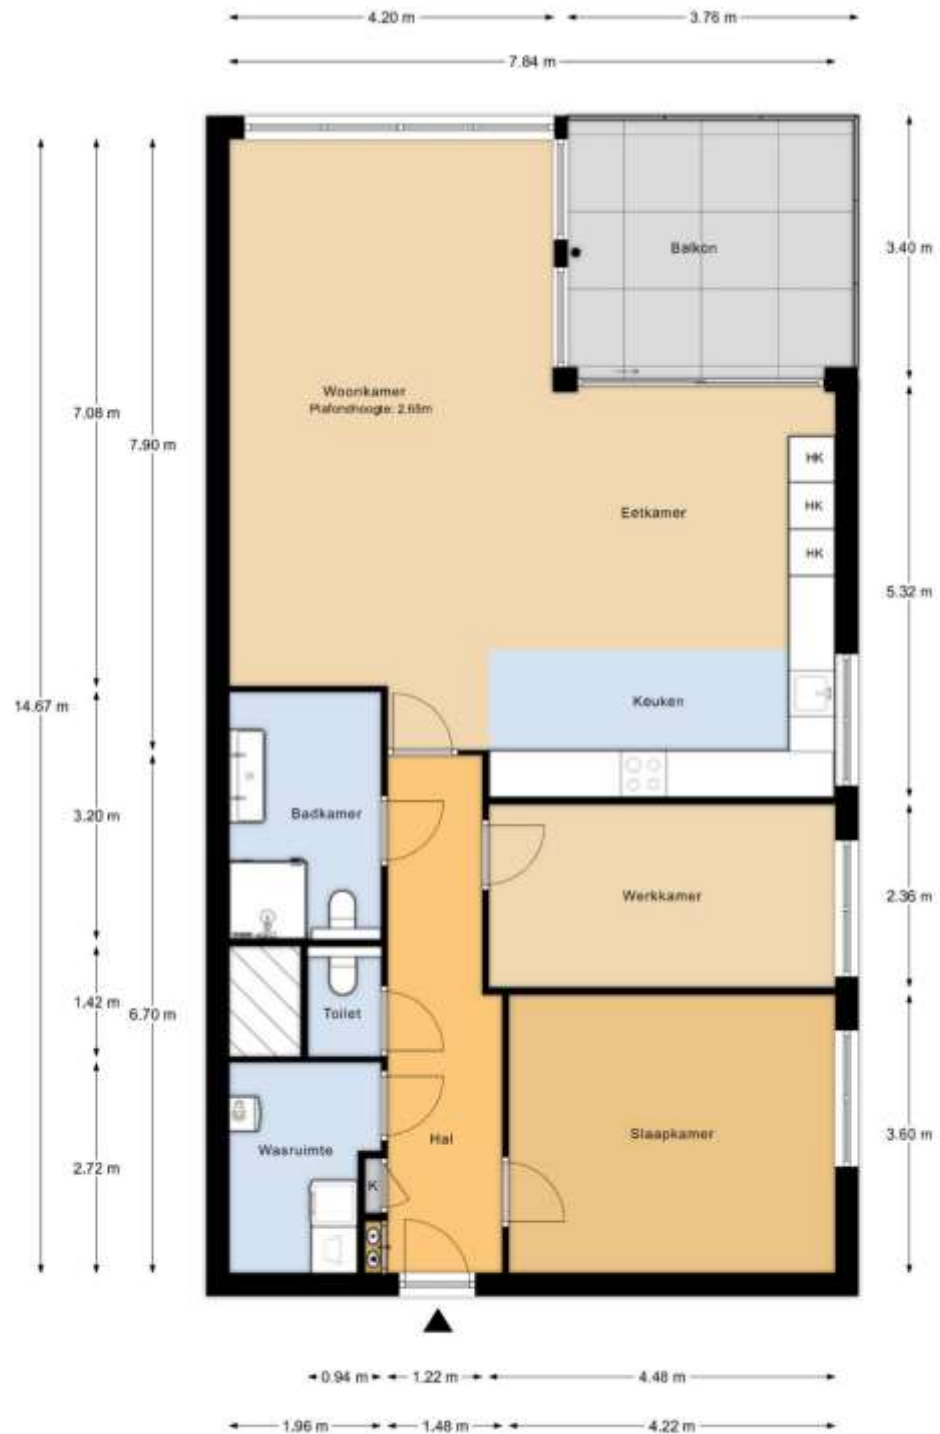 4.20 m
3.76 m
7.84 m
Balkon
3.40 m
Woonkamer
Plafondhoogte: 2.65m
7.08 m
7.90 m
HK
HK
HK
Eetkamer
5.32 m
Keuken
14.67 m
Badkamer
3.20 m
Werkkamer
2.36 m
1.42 m
6.70 m
Toilet
Hal
Slaapkamer
3.60 m
Wasruimte
2.72 m
K
0.94 m
1.22 m
4.48 m
1.96 m
1.48 m
4.22 m